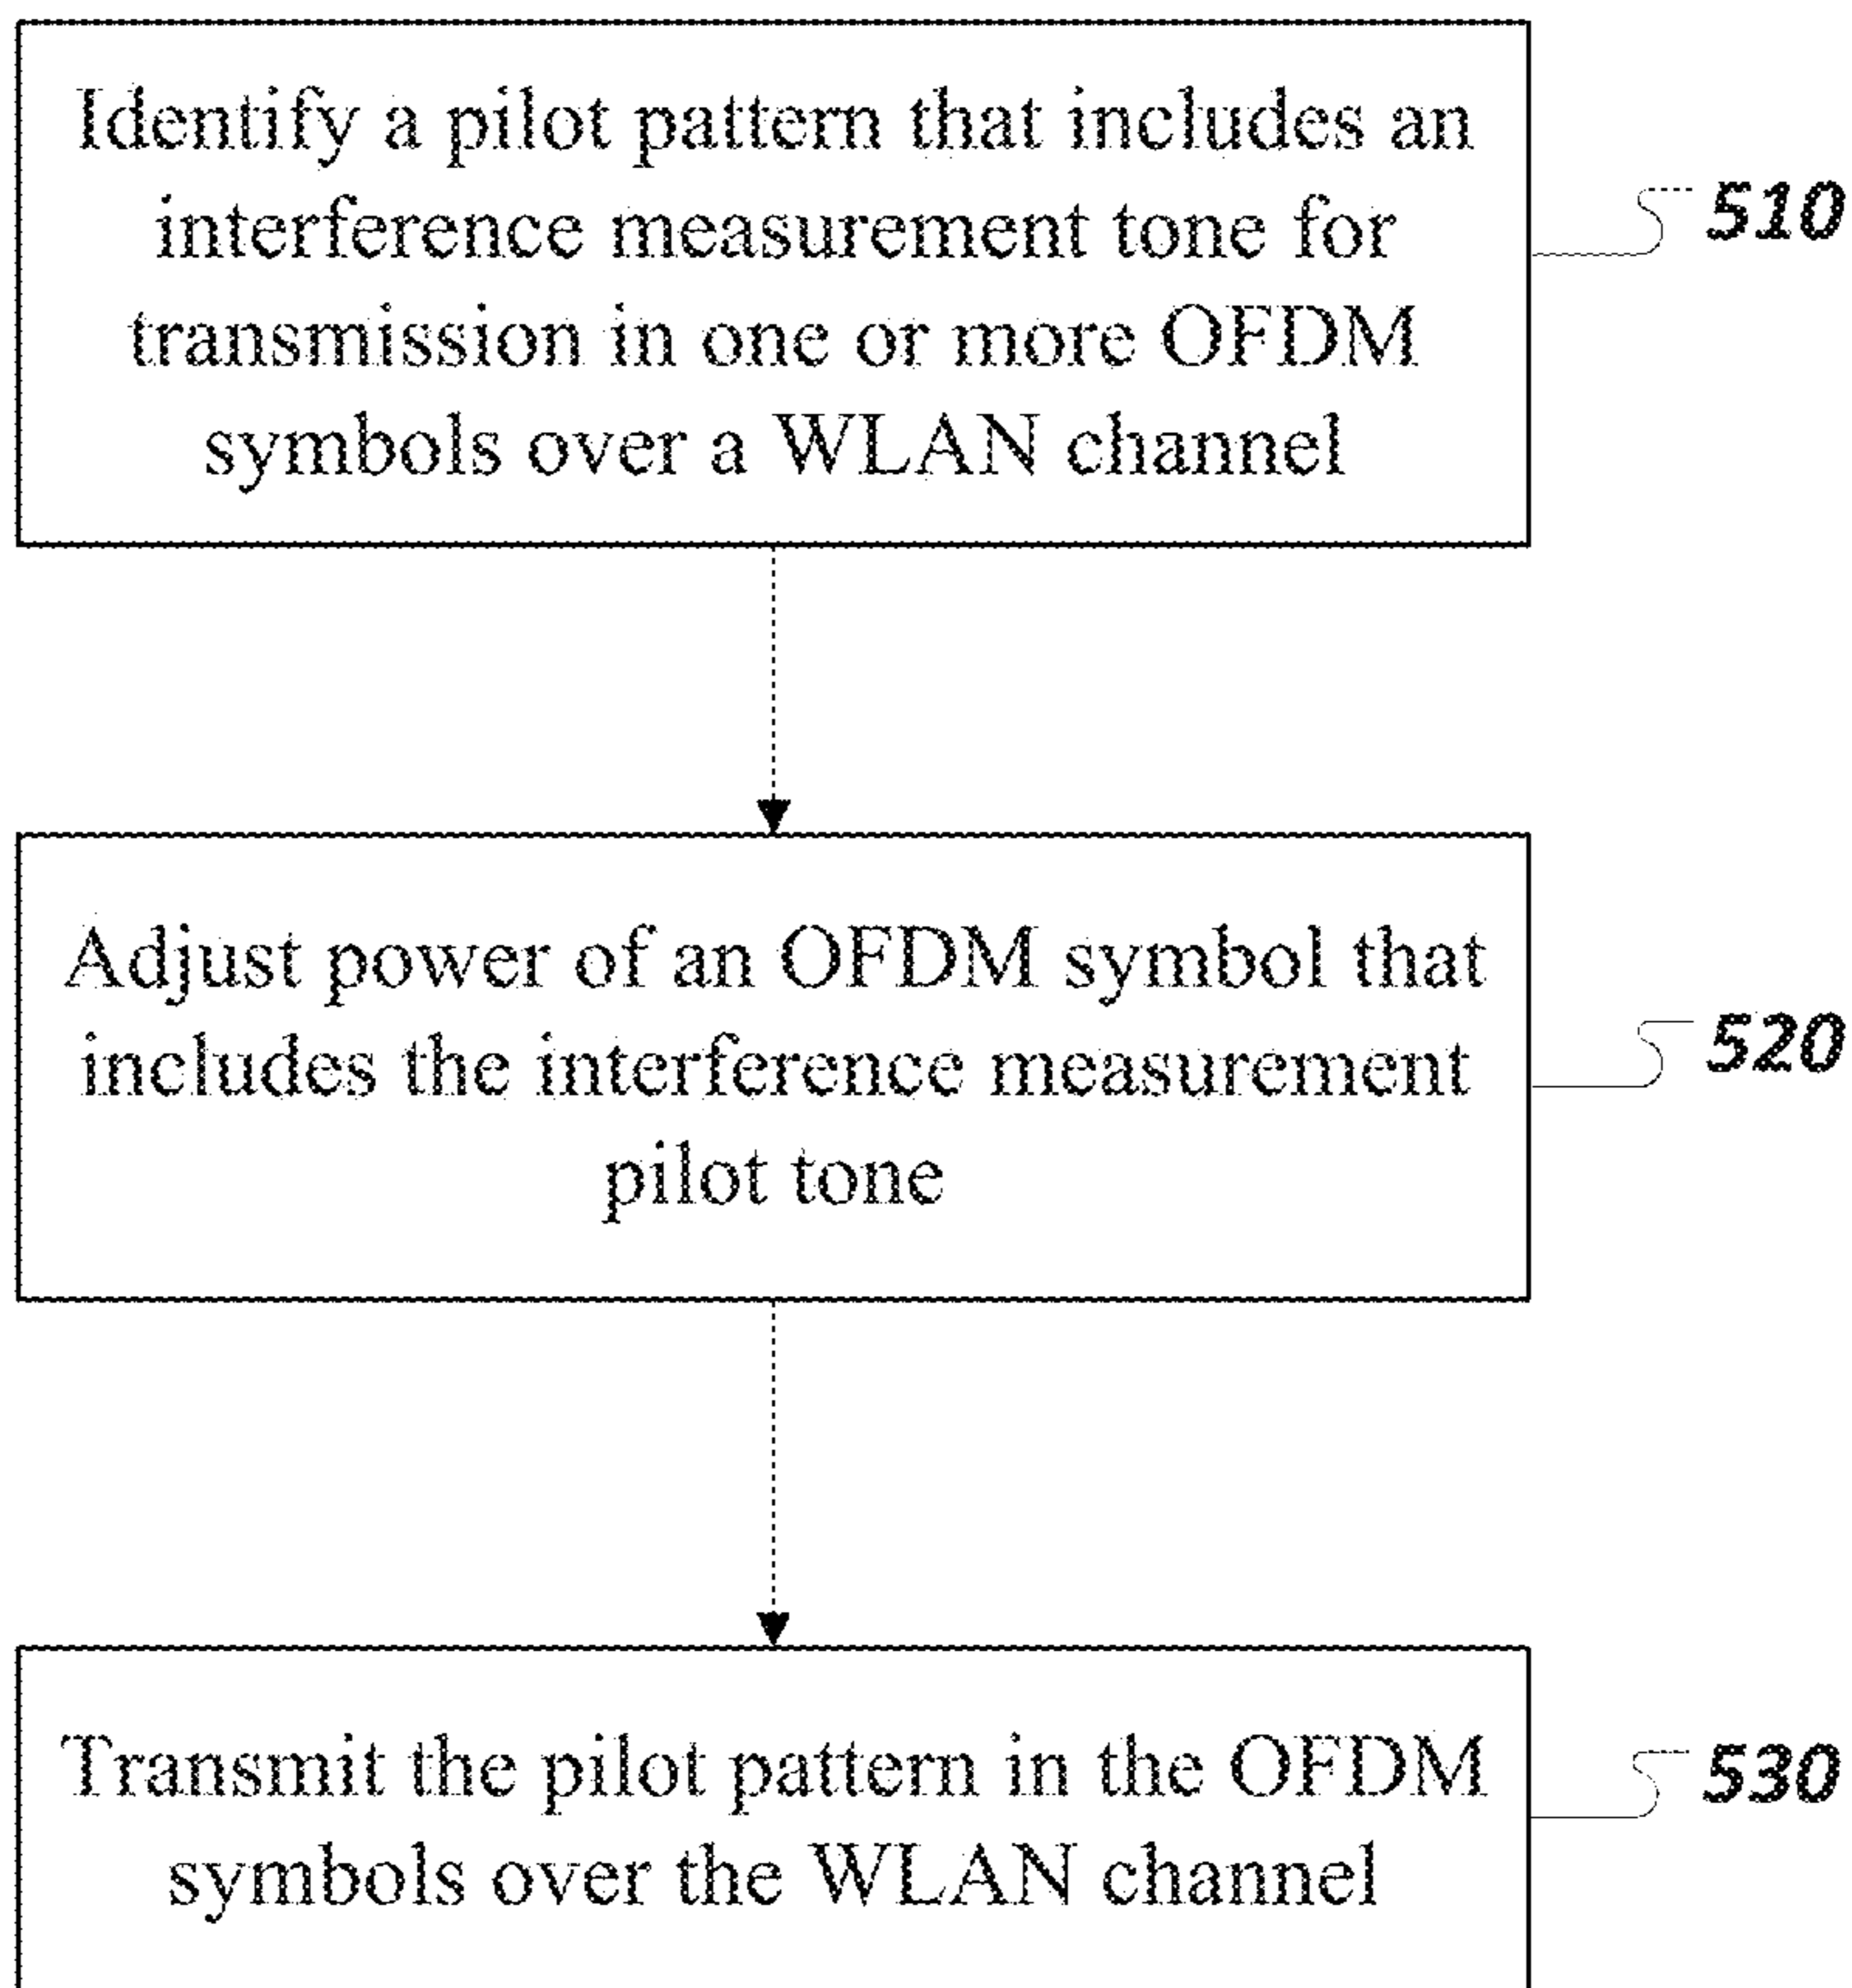 Identify a pilot pattern that includes an
interference measurement tone for
transmission in one or more OFDM
symbols over a WLAN channel
510
Adjust power of an OFDM symbol that
includes the interference measurement
pilot tone
520
Transmit the pilot pattern in the OFDM
symbols over the WLAN channel
530